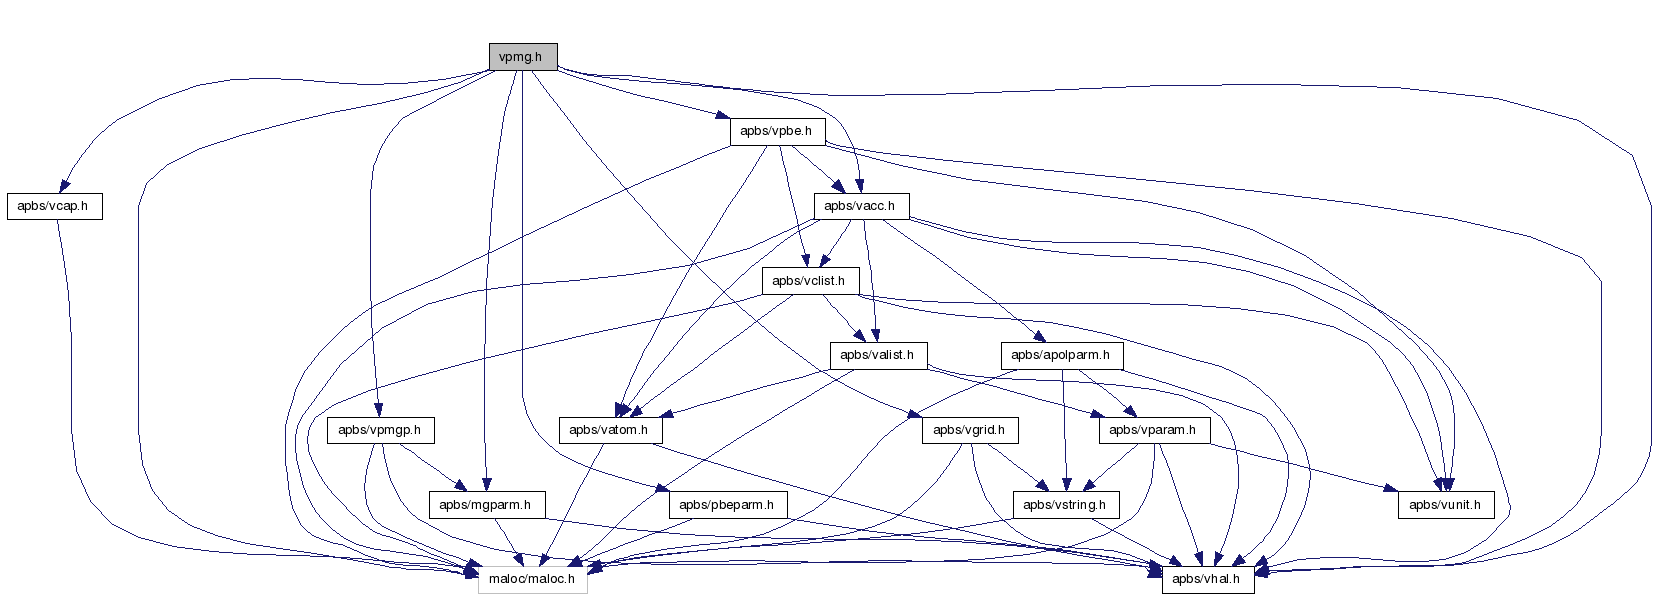 vpmg.h
apbs/vpbe.h
apbs/vcap.h
apbs/vacc.h
apbs/vclist.h
apbs/valist.h
apbs/apolparm.h
apbs/vpmgp.h
apbs/vatom.h
apbs/vgrid.h
apbs/vparam.h
apbs/mgparm.h
apbs/pbeparm.h
apbs/vstring.h
apbs/vunit.h
maloc/maloc.h
apbs/vhal.h